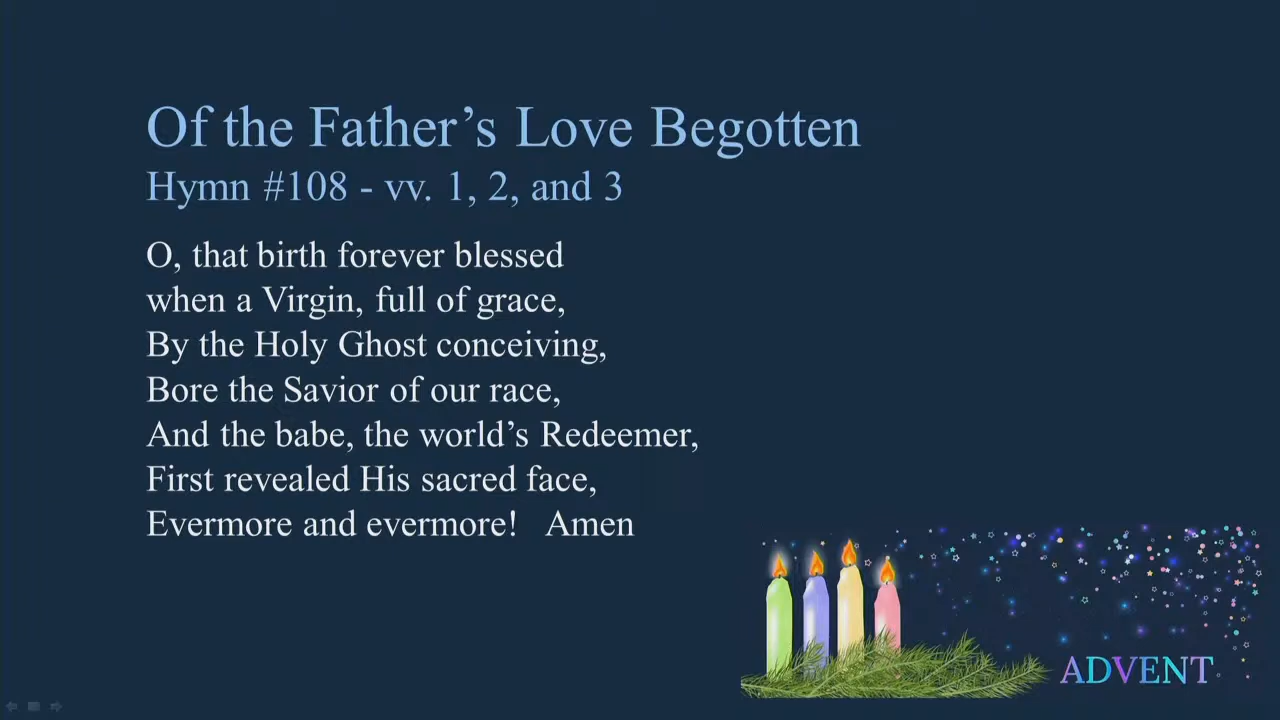 Of the Father’s Love Begotten
Hymn #108 - vv. 1, 2, and 3
O, that birth forever blessed
when a Virgin, full of grace,
By the Holy Ghost conceiving,
Bore the Savior of our race,
And the babe, the world’s Redeemer,
First revealed His sacred face,
Evermore and evermore!   Amen
ADVENT